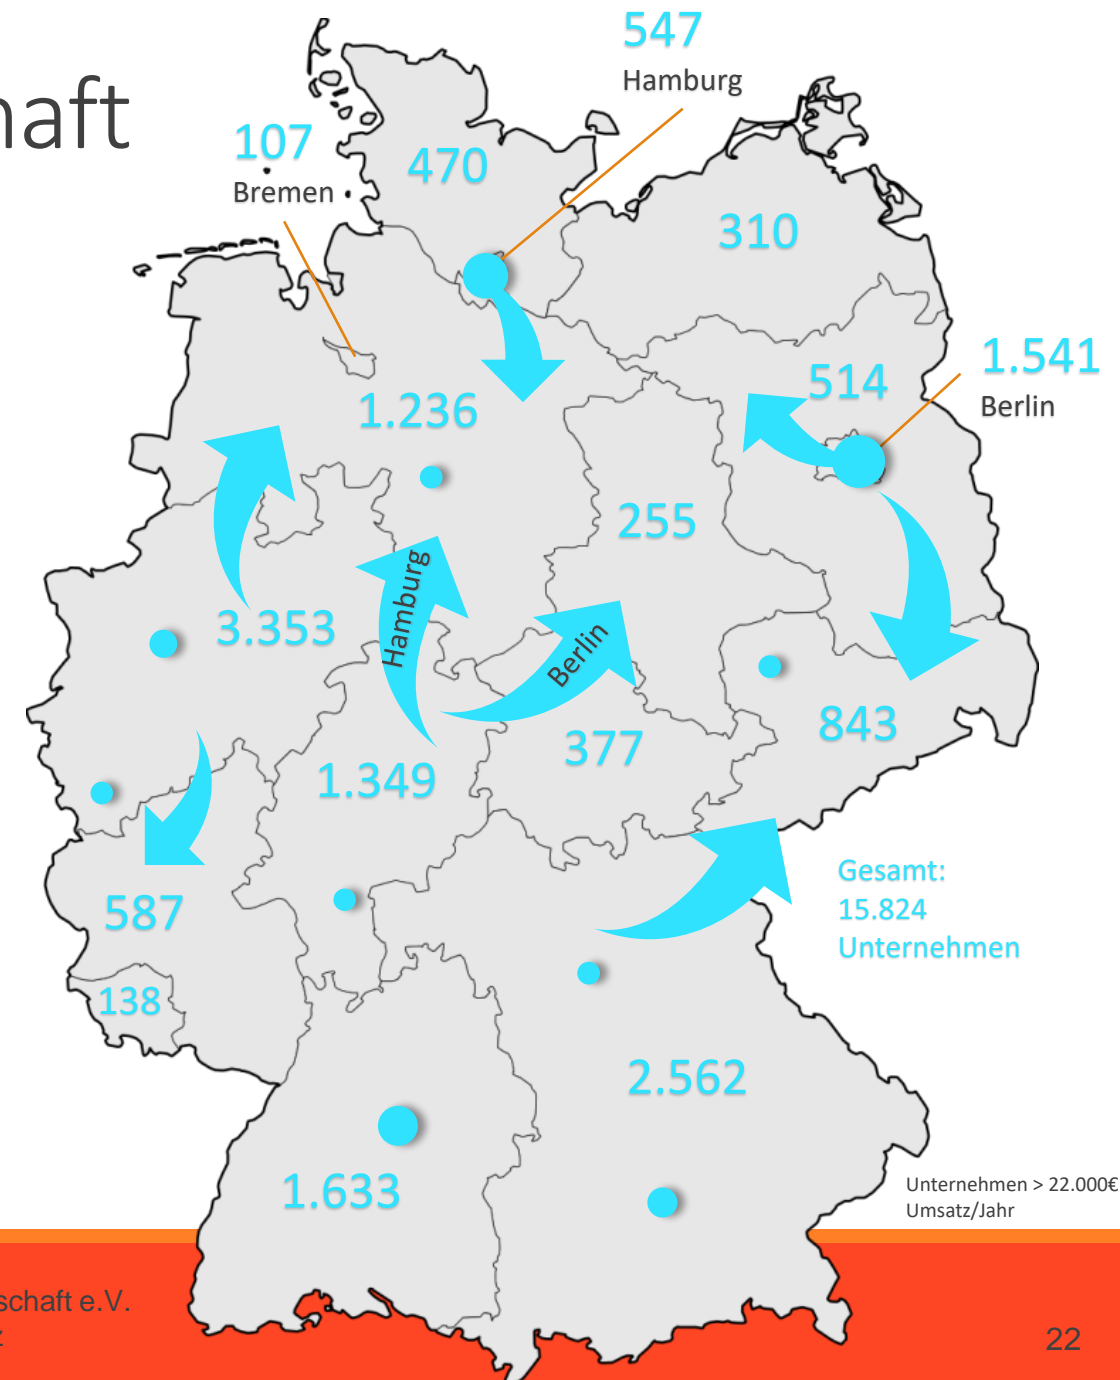 haft
547
Hamburg
107
Bremen
470
310
1.541
Berlin
514
1.236
255
Hamburg
Berlin
3.353
843
377
1.349
Gesamt:
15.824
Unternehmen
587
138
2.562
1.633
Unternehmen > 22.000€
Umsatz/Jahr
schaft e.V.
z
22